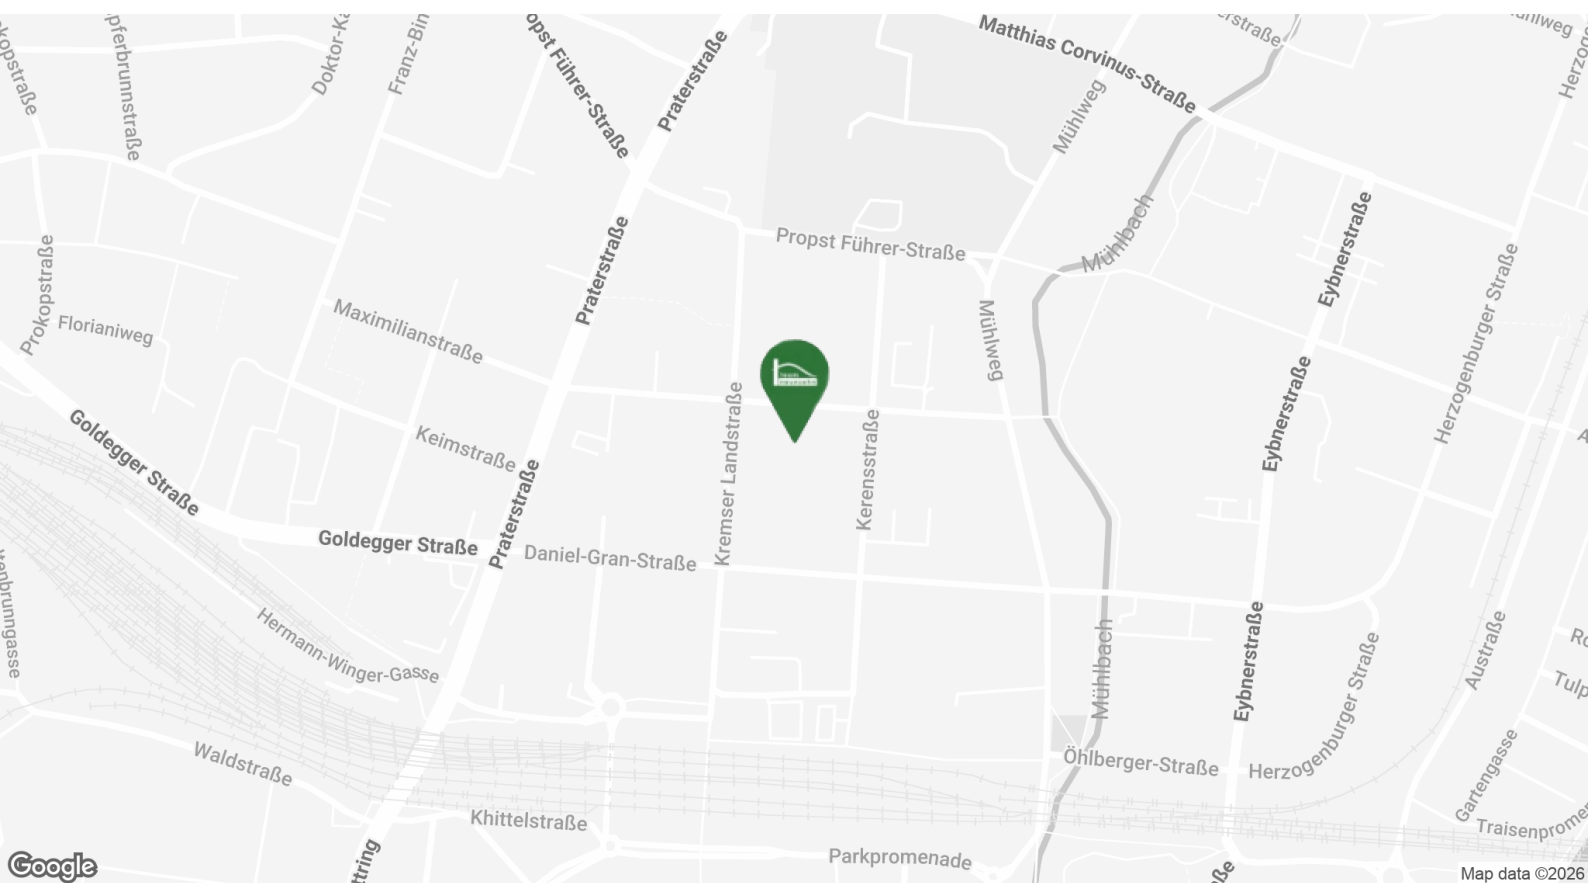 Matthias Corvinus-Straße
Praterstraße
Propst Führer-Straße
Mühlweg
Mühlbach
Eybnerstraße
Herzogenburger Straße
Prokopstraße
Florianiweg
Maximilianstraße
Praterstraße
Mühlweg
Keimstraße
Goldegger Straße
Kremser Landstraße
Kerensstraße
Eybnerstraße
Goldegger Straße
Praterstraße
Daniel-Gran-Straße
Hermann-Winger-Gasse
Mühlbach
Eybnerstraße
Herzogenburger Straße
Austraße
Waldstraße
Öhlberger-Straße
Gartengasse
Khittelstraße
Parkpromenade
Google
Map data ©2026